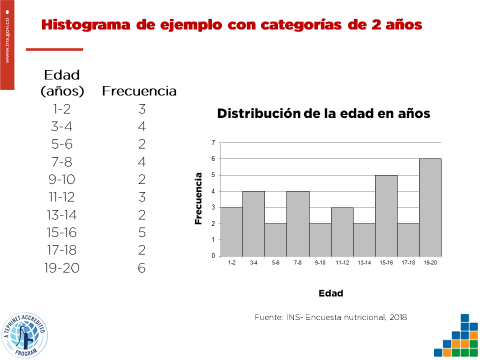 www.ins.gov.co
Histograma de ejemplo con categorías de 2 años
Edad
(años) Frecuencia
1-2 3
3-4 4
5-6 2
7-8 4
9-10 2
11-12 3
13-14 2
15-16 5
17-18 2
19-20 6
Distribución de la edad en años
Frecuencia
7
6
5
4
3
2
1
0
1-2 3-4 5-6 7-8 9-10 11-12 13-14 15-16 17-18 19-20
Edad
Fuente: INS- Encuesta nutricional, 2018
A TEPHINET-ACCREDITED
PROGRAM